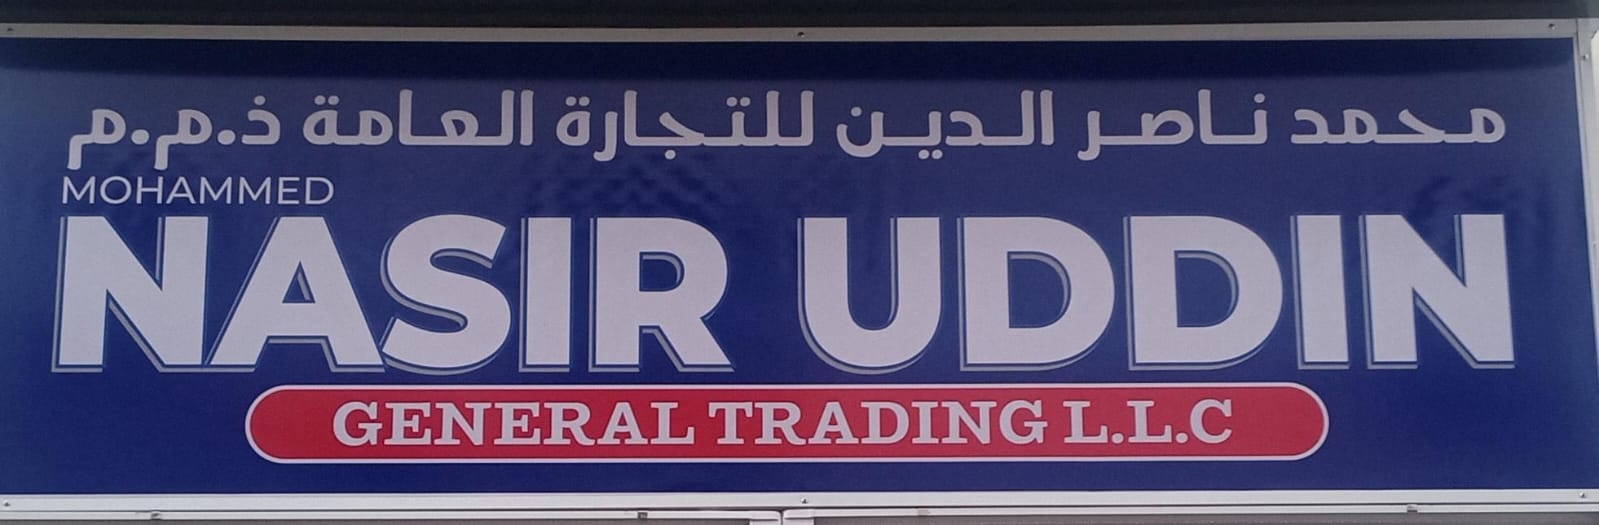 محمد ناصر الدين للتجارة العامة ذ.م.م
MOHAMMED
NASIR UDDIN
GENERAL TRADING L.L.C